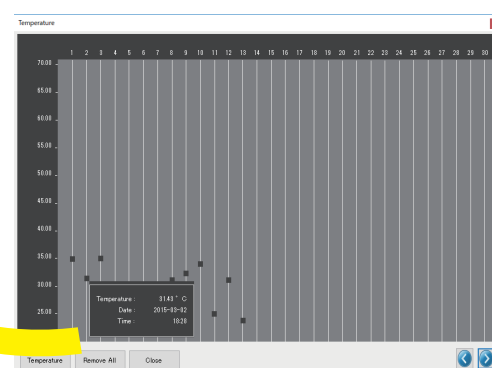 Temperature
1 2 3 4 5 6 7 8 9 10 11 12 13 14 15 16 17 18 19 20 21 22 23 24 25 26 27 28 29 30
70.00
65.00
60.00
55.00
50.00
45.00
40.00
35.00
30.00
Temperature : 31.43 ° C
Date : 2015-03-02
25.00
Time : 18:28
Temperature Remove All Close